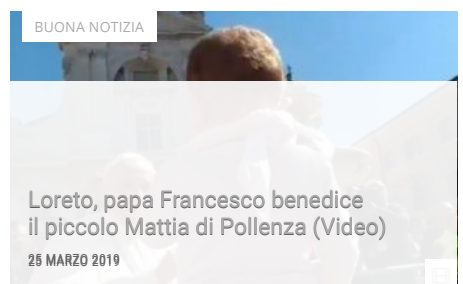 BUONA NOTIZIA
Loreto, papa Francesco benedice
il piccolo Mattia di Pollenza (Video)
25 MARZO 2019